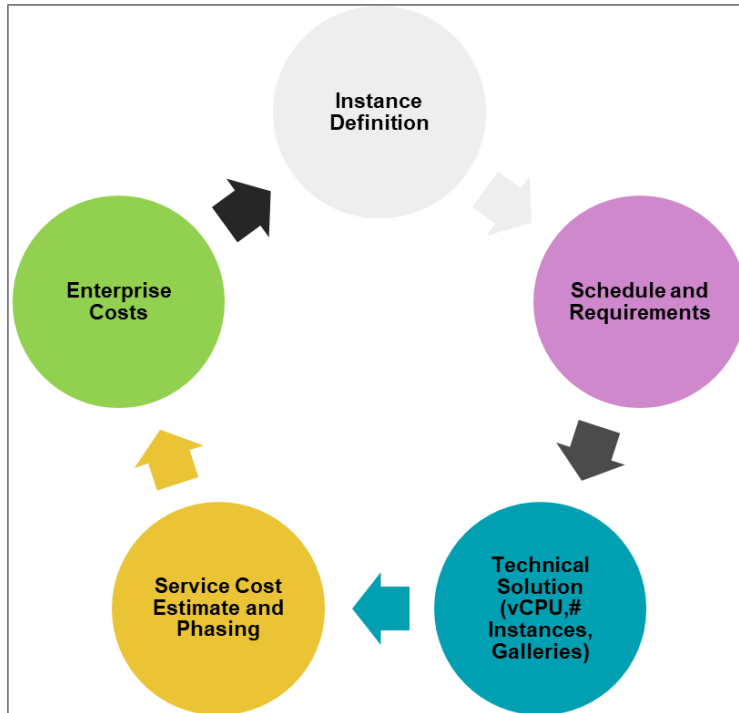 Instance
Definition
Schedule and
Requirements
Technical
Solution
(vCPU,#
Instances,
Galleries)
Service Cost
Estimate and
Phasing
Enterprise
Costs